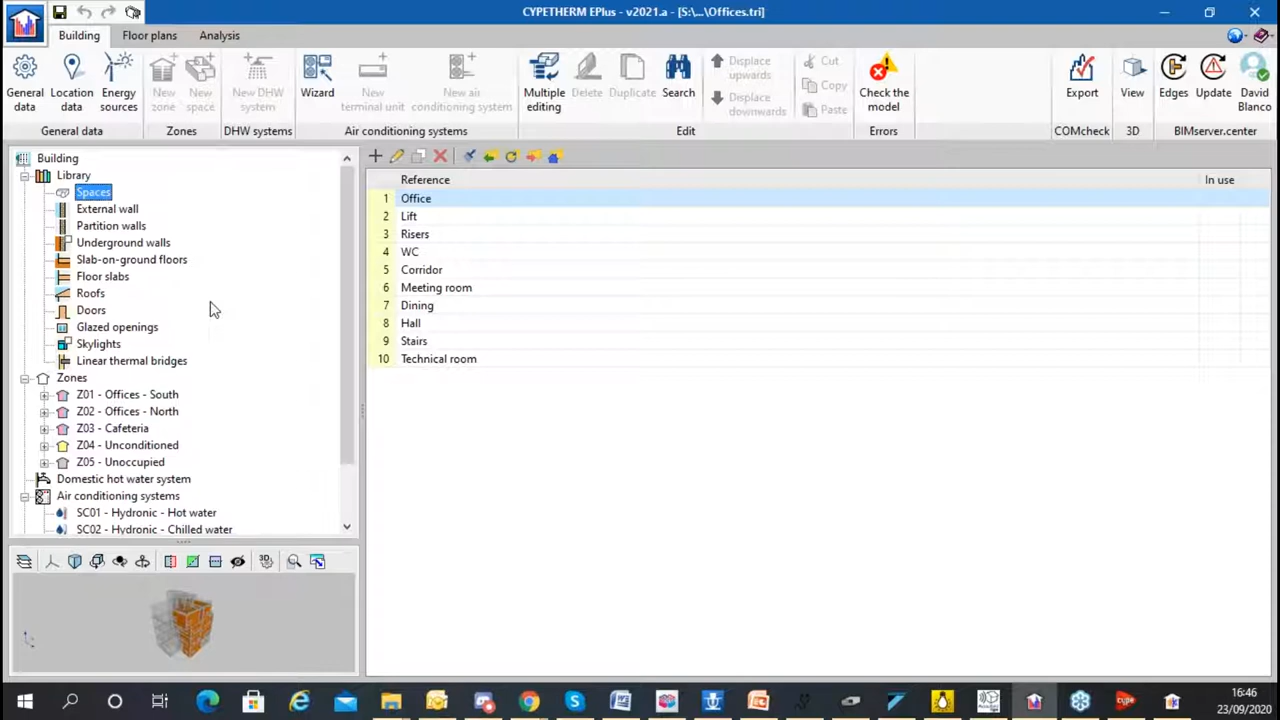 CYPETHERM EPlus - v2021.a - [S:\...\Offices.tri]
Building Floor plans Analysis
General data
Location data
Energy sources
New zone
New space
New DHW system
Wizard
New terminal unit
New air conditioning system
Multiple editing
Delete
Duplicate
Search
Displace upwards
Displace downwards
Cut
Copy
Paste
Check the model
Export
View
Edges
Update
David Blanco
General data Zones DHW systems Air conditioning systems Edit Errors COMcheck 3D BIMserver.center
Building
Library
Spaces
External wall
Partition walls
Underground walls
Slab-on-ground floors
Floor slabs
Roofs
Doors
Glazed openings
Skylights
Linear thermal bridges
Zones
Z01 - Offices - South
Z02 - Offices - North
Z03 - Cafeteria
Z04 - Unconditioned
Z05 - Unoccupied
Domestic hot water system
Air conditioning systems
SC01 - Hydronic - Hot water
SC02 - Hydronic - Chilled water
3D
Reference In use
1 Office
2 Lift
3 Risers
4 WC
5 Corridor
6 Meeting room
7 Dining
8 Hall
9 Stairs
10 Technical room
16:46
23/09/2020